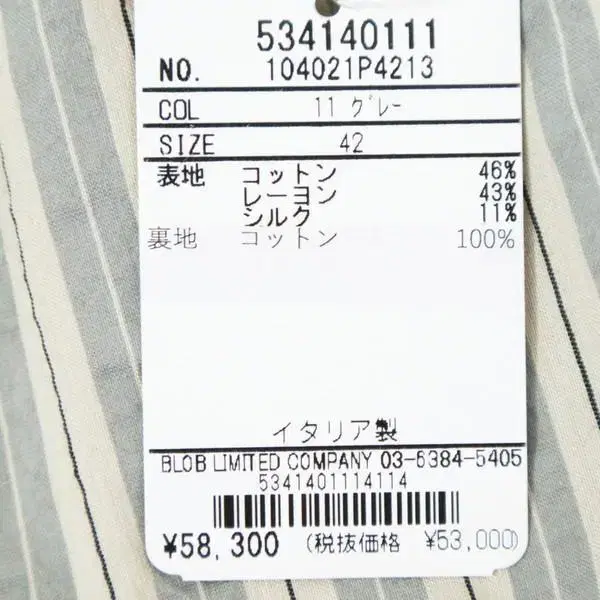 534140111
NO. 104021P4213
COL 11 グレー
SIZE 42
表地 コットン 46%
レーヨン 43%
シルク 11%
裏地 コットン 100%
イタリア製
BLOB LIMITED COMPANY 03-6384-5405
5341401114114
¥58,300 (税抜価格 ¥53,000)